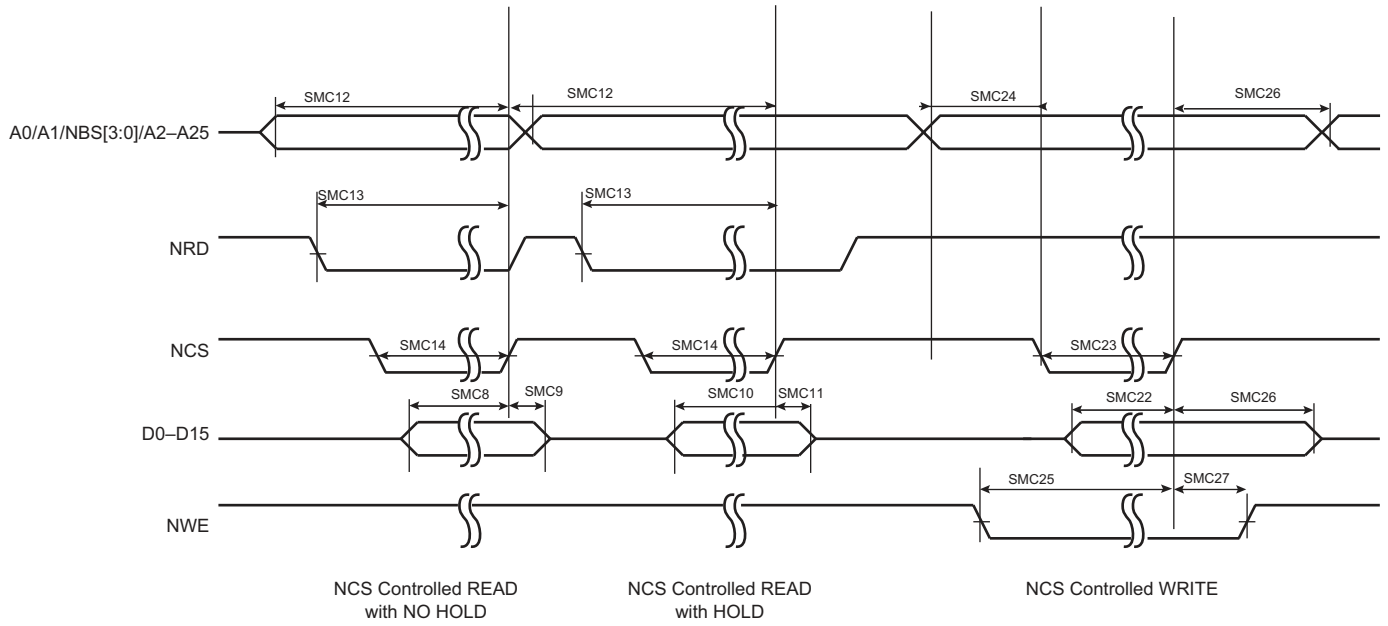 SMC12
SMC12
SMC24
SMC26
A0/A1/NBS[3:0]/A2–A25
SMC13
SMC13
NRD
NCS
SMC14
SMC14
SMC23
SMC8
SMC9
SMC10
SMC11
SMC22
SMC26
D0–D15
SMC25
SMC27
NWE
NCS Controlled READ
with NO HOLD
NCS Controlled READ
with HOLD
NCS Controlled WRITE